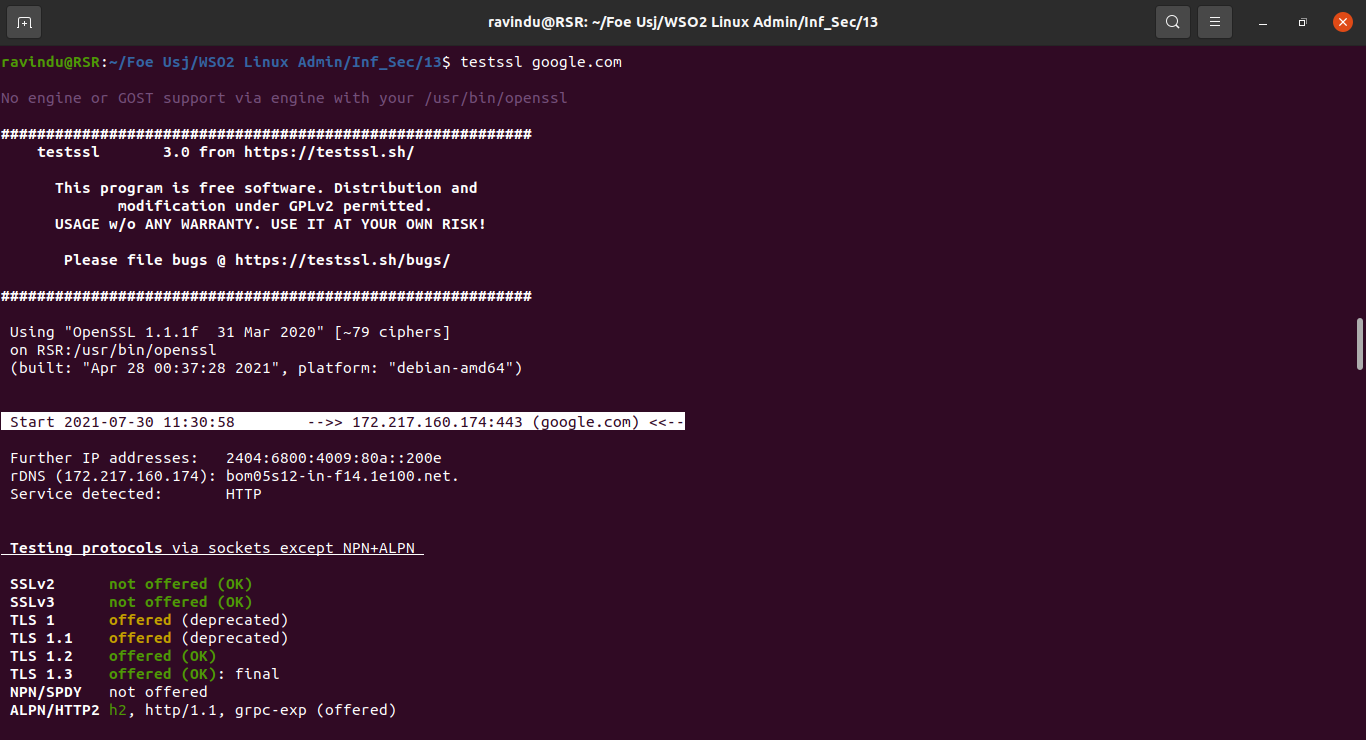 ravindu@RSR: ~/Foe Usj/WSO2 Linux Admin/Inf_Sec/13
ravindu@RSR:~/Foe Usj/WSO2 Linux Admin/Inf_Sec/13$ testssl google.com
No engine or GOST support via engine with your /usr/bin/openssl
###########################################################
testssl       3.0 from https://testssl.sh/
This program is free software. Distribution and
modification under GPLv2 permitted.
USAGE w/o ANY WARRANTY. USE IT AT YOUR OWN RISK!
Please file bugs @ https://testssl.sh/bugs/
###########################################################
Using "OpenSSL 1.1.1f  31 Mar 2020" [~79 ciphers]
on RSR:/usr/bin/openssl
(built: "Apr 28 00:37:28 2021", platform: "debian-amd64")
Start 2021-07-30 11:30:58        -->> 172.217.160.174:443 (google.com) <<--
Further IP addresses:   2404:6800:4009:80a::200e
rDNS (172.217.160.174): bom05s12-in-f14.1e100.net.
Service detected:       HTTP
Testing protocols via sockets except NPN+ALPN
SSLv2      not offered (OK)
SSLv3      not offered (OK)
TLS 1      offered (deprecated)
TLS 1.1    offered (deprecated)
TLS 1.2    offered (OK)
TLS 1.3    offered (OK): final
NPN/SPDY   not offered
ALPN/HTTP2 h2, http/1.1, grpc-exp (offered)